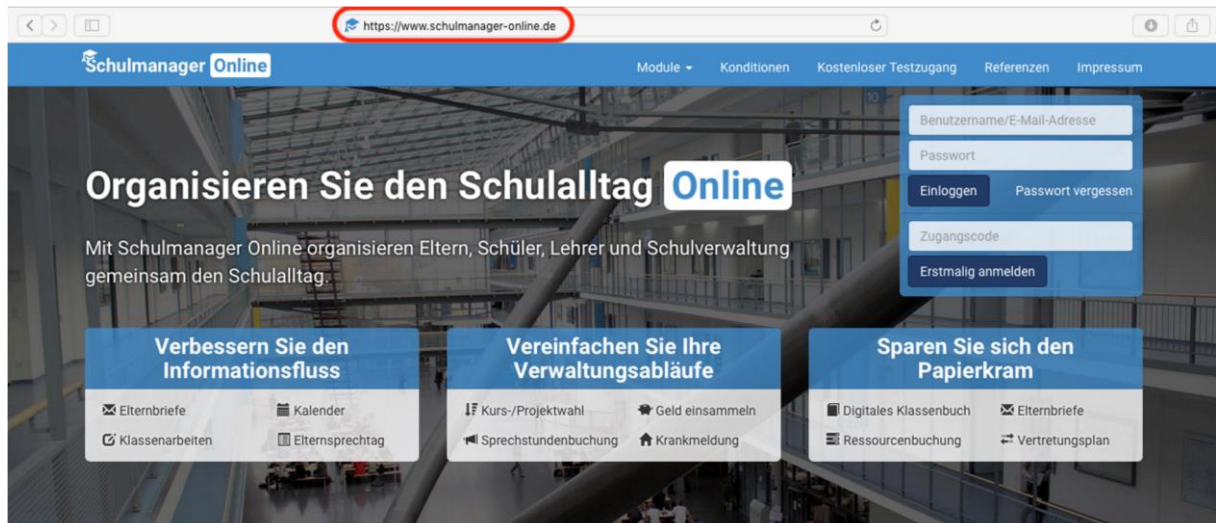 https://www.schulmanager-online.de
Schulmanager Online
Module Konditionen Kostenloser Testzugang Referenzen Impressum
10
Benutzername/E-Mail-Adresse
Passwort
Einloggen Passwort vergessen
Zugangscode
Erstmalig anmelden
Organisieren Sie den Schulalltag Online
Mit Schulmanager Online organisieren Eltern, Schüler, Lehrer und Schulverwaltung
gemeinsam den Schulalltag.
Verbessern Sie den
Informationsfluss
Elternbriefe Kalender
Klassenarbeiten Elternsprechtag
Vereinfachen Sie Ihre
Verwaltungsabläufe
Kurs-/Projektwahl Geld einsammeln
Sprechstundenbuchung Krankmeldung
Sparen Sie sich den
Papierkram
Digitales Klassenbuch Elternbriefe
Ressourcenbuchung Vertretungsplan